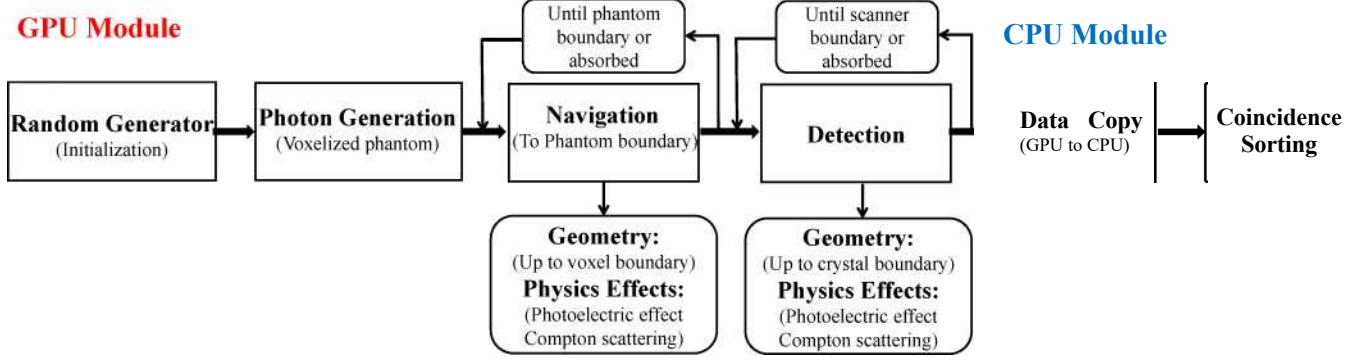 GPU Module
Until phantom
boundary or
absorbed
Until scanner
boundary or
absorbed
CPU Module
Random Generator
(Initialization)
Photon Generation
(Voxelized phantom)
Navigation
(To Phantom boundary)
Detection
Data Copy
(GPU to CPU)
Coincidence
Sorting
Geometry:
(Up to voxel boundary)
Physics Effects:
(Photoelectric effect
Compton scattering)
Geometry:
(Up to crystal boundary)
Physics Effects:
(Photoelectric effect
Compton scattering)